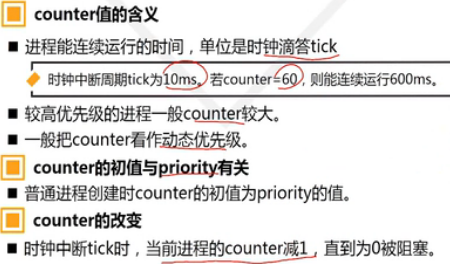 counter值的含义
进程能连续运行的时间，单位是时钟滴答tick
时钟中断周期tick为10ms。若counter=60，则能连续运行600ms。
较高优先级的进程一般counter较大。
一般把counter看作动态优先级。
counter的初值与priority有关
普通进程创建时counter的初值为priority的值。
counter的改变
时钟中断tick时，当前进程的counter减1，直到为0被阻塞。